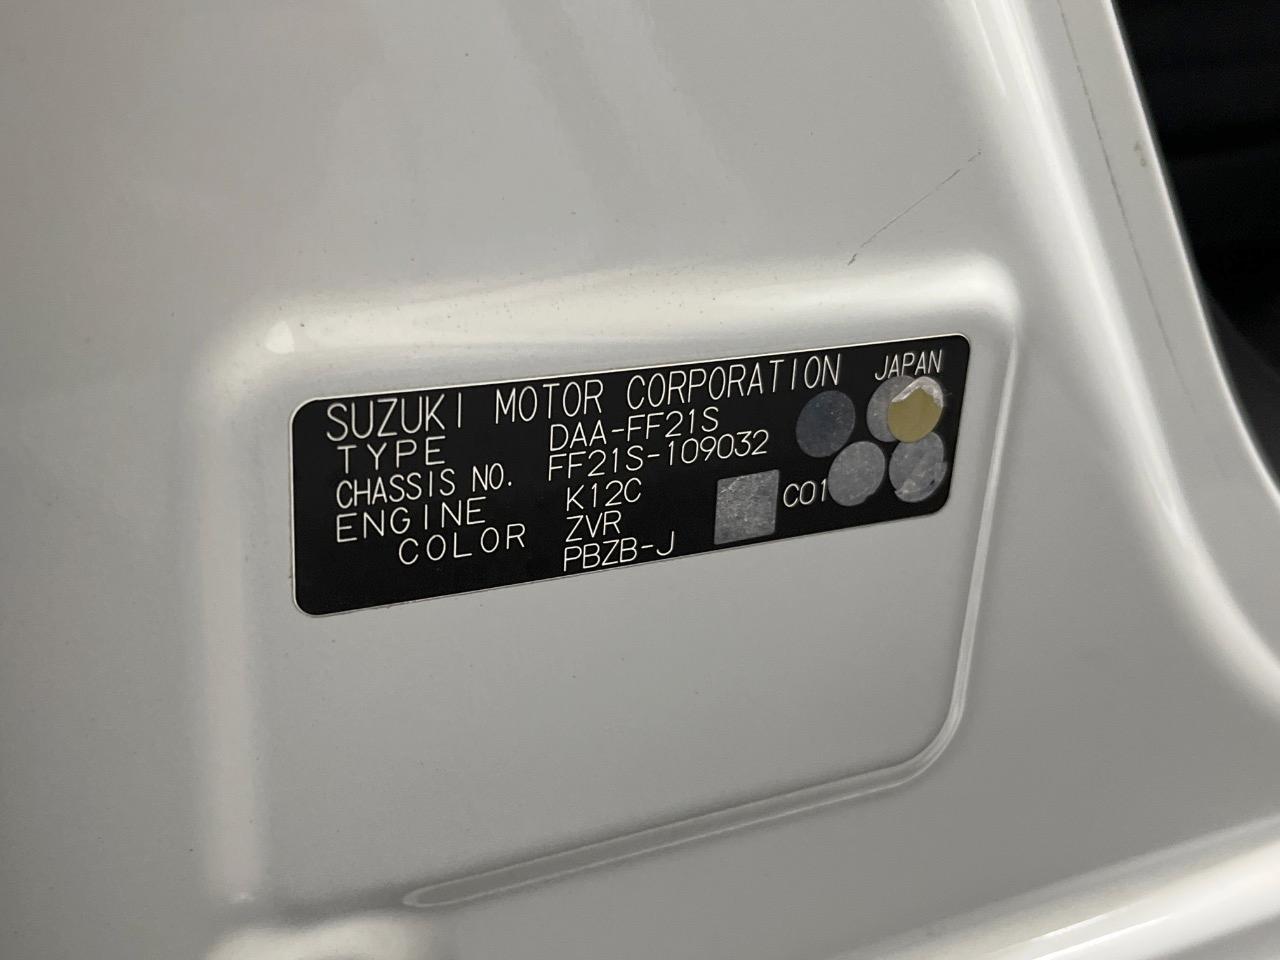 SUZUKI MOTOR CORPORATION JAPAN
TYPE DAA-FF21S
CHASSIS NO. FF21S-109032
ENGINE K12C
COLOR ZVR C01
PBZB-J